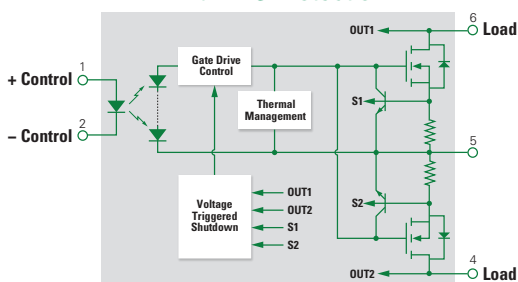 6
OUT1
Load
Gate Drive
Control
1
+ Control
S1
Thermal
Management
2
– Control
5
Voltage
Triggered
Shutdown
OUT1
OUT2
S1
S2
S2
4
OUT2
Load